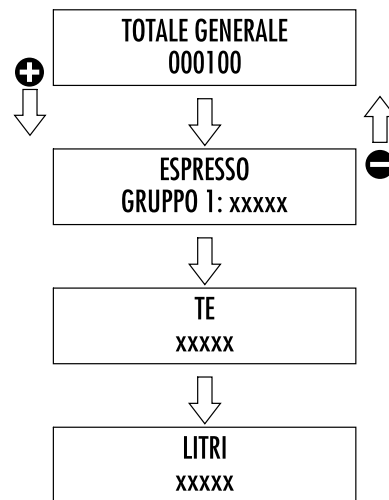 TOTALE GENERALE
000100
ESPRESSO
GRUPPO 1: xxxxx
TE
xxxxx
LITRI
xxxxx